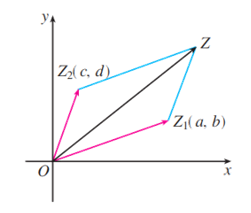 y
Z
Z₂(c, d)
Z₁(a, b)
O
x